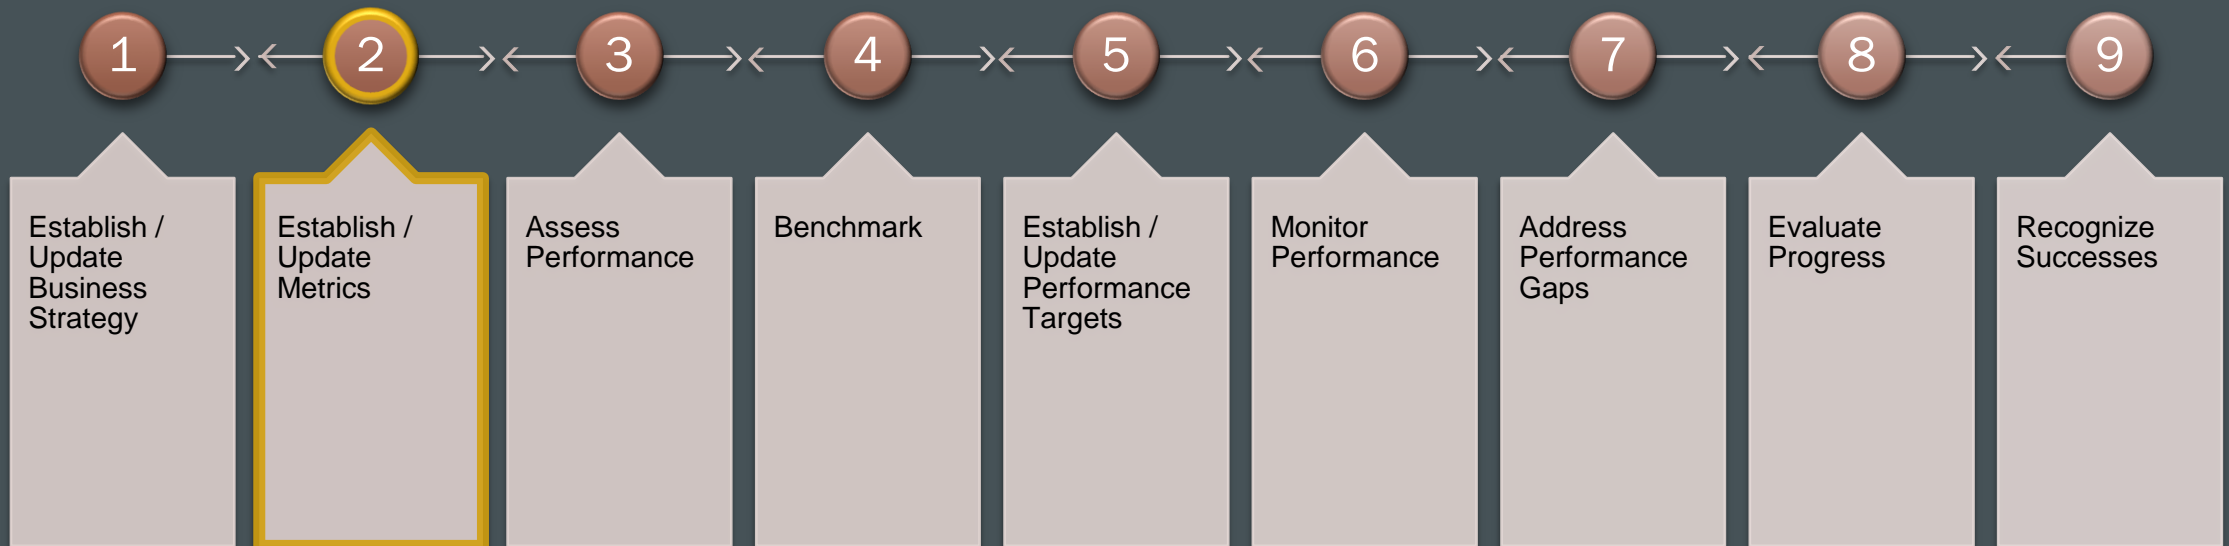 1
2
3
4
5
6
7
8
9
Establish /
Update
Business
Strategy
Establish /
Update
Metrics
Assess
Performance
Benchmark
Establish /
Update
Performance
Targets
Monitor
Performance
Address
Performance
Gaps
Evaluate
Progress
Recognize
Successes